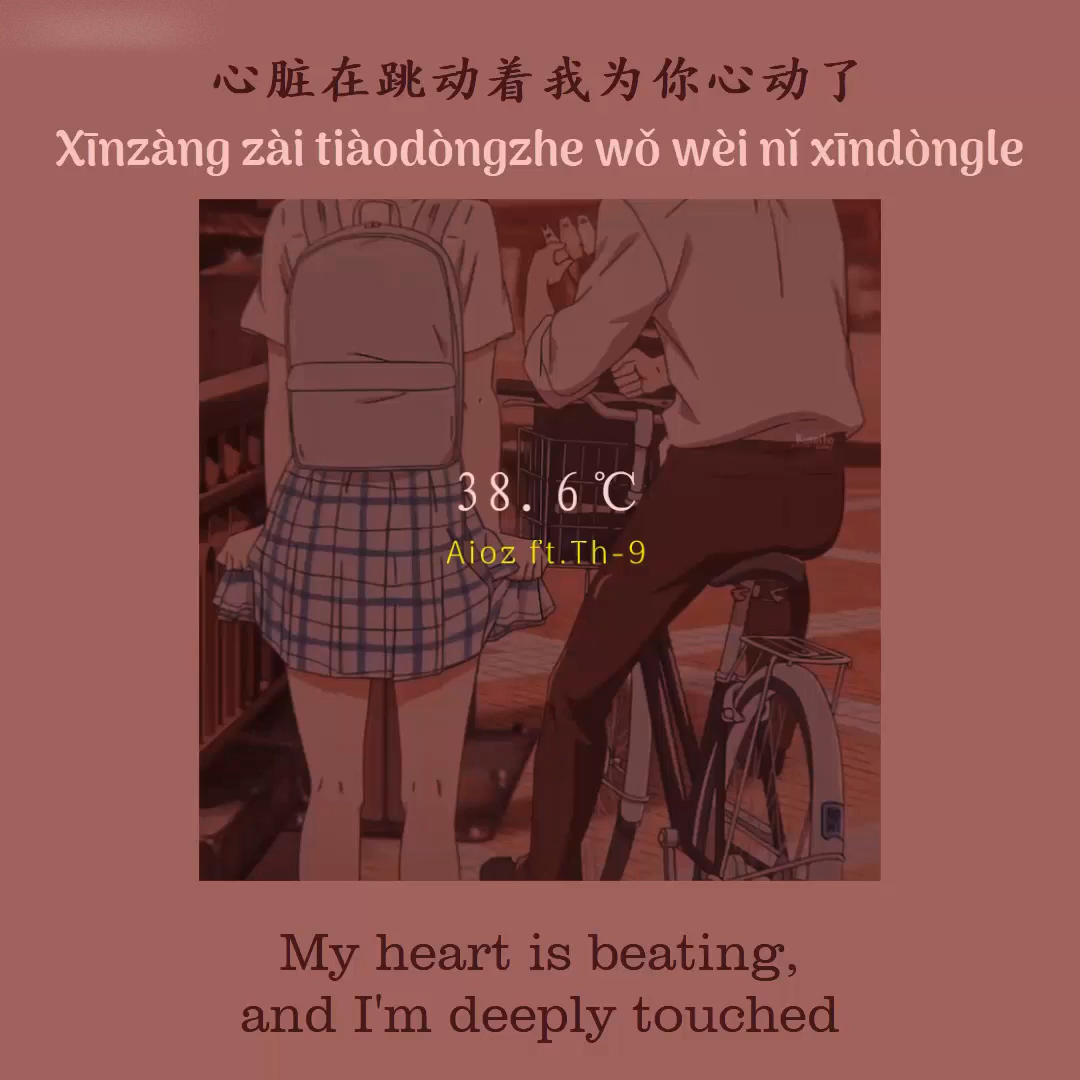 心脏在跳动着我为你心动了
Xīnzàng zài tiàodòngzhe wǒ wèi nǐ xīndòngle
38.6℃
Aioz ft.Th-9
My heart is beating,
and I'm deeply touched